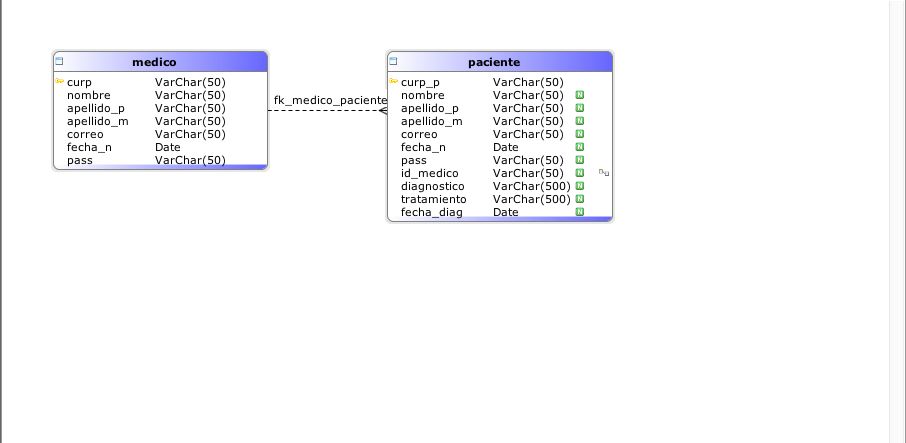 medico
curp VarChar(50)
nombre VarChar(50)
apellido_p VarChar(50)
apellido_m VarChar(50)
correo VarChar(50)
fecha_n Date
pass VarChar(50)
fk_medico_paciente
paciente
curp_p VarChar(50)
nombre VarChar(50) N
apellido_p VarChar(50) N
apellido_m VarChar(50) N
correo VarChar(50) N
fecha_n Date N
pass VarChar(50) N
id_medico VarChar(50) N
diagnostico VarChar(500) N
tratamiento VarChar(500) N
fecha_diag Date N